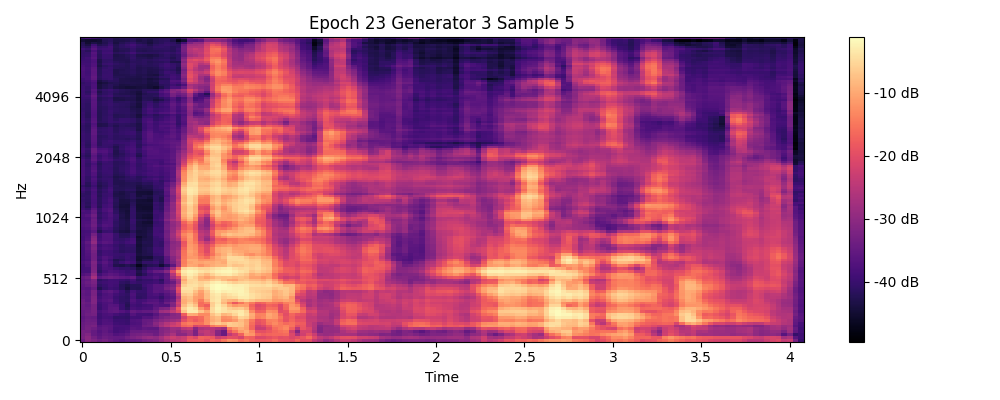 Epoch 23 Generator 3 Sample 5
Hz
4096
2048
1024
512
0
0 0.5 1 1.5 2 2.5 3 3.5 4
Time
-10 dB
-20 dB
-30 dB
-40 dB